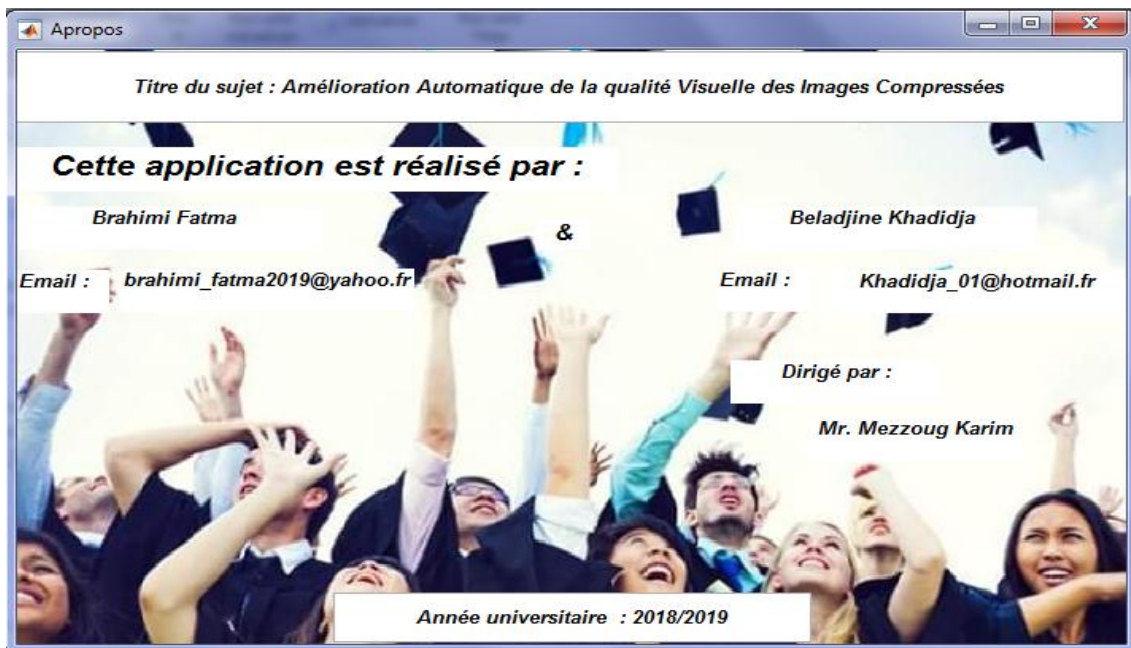 Apropos
Titre du sujet : Amélioration Automatique de la qualité Visuelle des Images Compressées
Cette application est réalisé par :
Brahimi Fatma
&
Beladjine Khadidja
Email : brahimi_fatma2019@yahoo.fr
Email : Khadidja_01@hotmail.fr
Dirigé par :
Mr. Mezzoug Karim
Année universitaire : 2018/2019